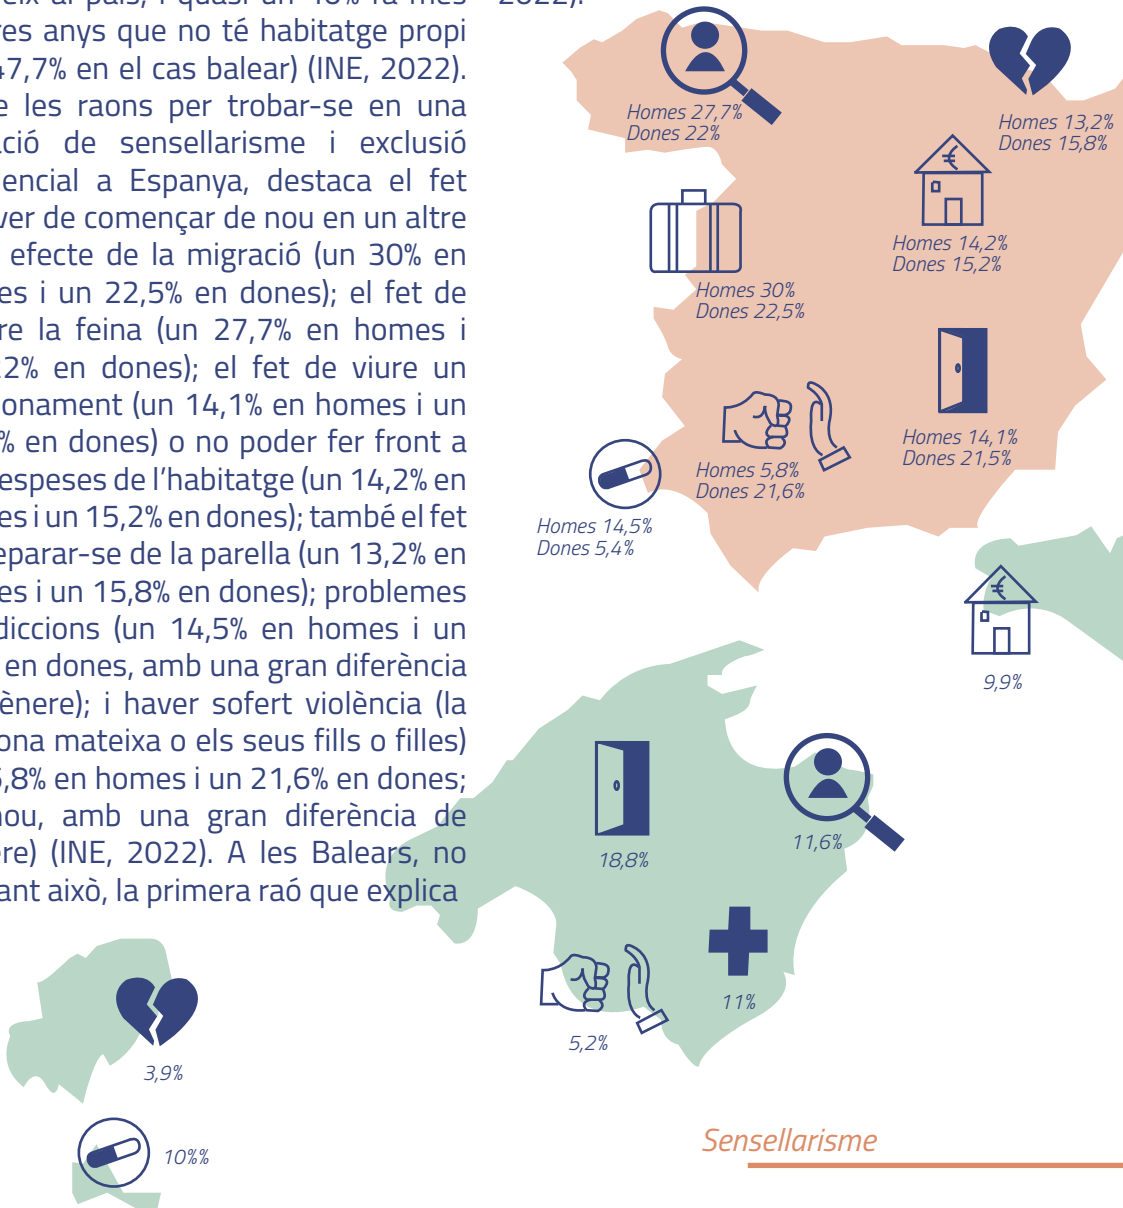 res anys que no té habitatge propi
47,7% en el cas balear) (INE, 2022).
e les raons per trobar-se en una
ació de sensellarisme i exclusió
dencial a Espanya, destaca el fet
ver de començar de nou en un altre
efecte de la migració (un 30% en
es i un 22,5% en dones); el fet de
re la feina (un 27,7% en homes i
22% en dones); el fet de viure un
onament (un 14,1% en homes i un
% en dones) o no poder fer front a
espeses de l'habitatge (un 14,2% en
es i un 15,2% en dones); també el fet
eparar-se de la parella (un 13,2% en
es i un 15,8% en dones); problemes
diccions (un 14,5% en homes i un
en dones, amb una gran diferència
ènere); i haver sofert violència (la
ona mateixa o els seus fills o filles)
5,8% en homes i un 21,6% en dones;
nou, amb una gran diferència de
ere) (INE, 2022). A les Balears, no
ant això, la primera raó que explica
Homes 27,7%
Dones 22%
Homes 13,2%
Dones 15,8%
Homes 14,2%
Dones 15,2%
Homes 30%
Dones 22,5%
Homes 14,1%
Dones 21,5%
Homes 5,8%
Dones 21,6%
Homes 14,5%
Dones 5,4%
9,9%
18,8%
11,6%
11%
5,2%
3,9%
10%%
Sensellarisme